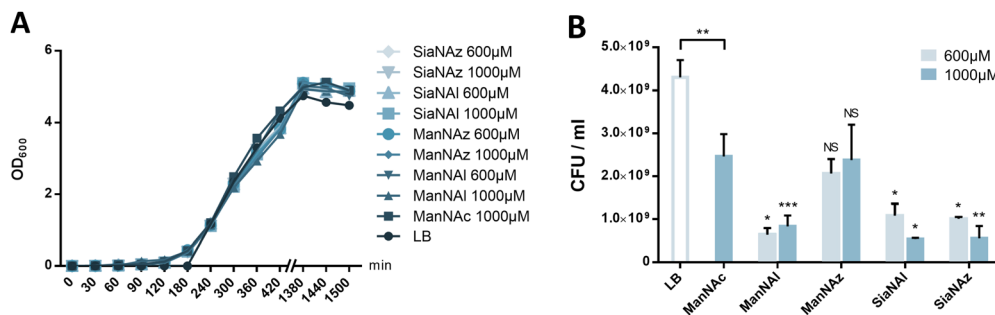 A
OD600
6
4
2
0
0 30 60 90 120 180 240 300 360 420 1380 1440 1500
min
SiaNAz 600µM
SiaNAz 1000µM
SiaNAl 600µM
SiaNAl 1000µM
ManNAz 600µM
ManNAz 1000µM
ManNAl 600µM
ManNAl 1000µM
ManNAc 1000µM
LB
B
CFU / ml
5.0×10⁹
4.0×10⁹
3.0×10⁹
2.0×10⁹
1.0×10⁹
0
**
* ***
NS NS
* *
* **
LB ManNAc ManNAl ManNAz SiaNAl SiaNAz
600µM
1000µM